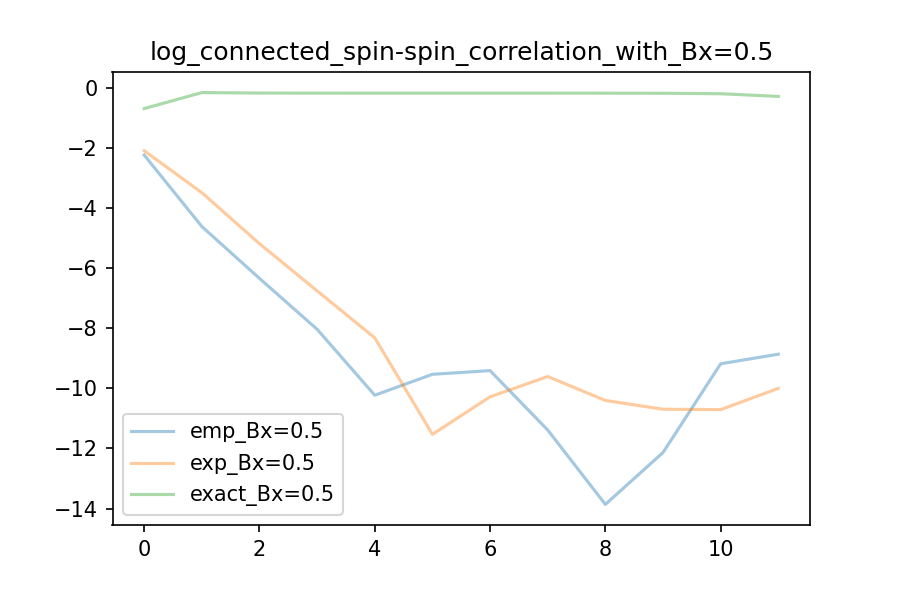 log_connected_spin-spin_correlation_with_Bx=0.5
0
−2
−4
−6
−8
−10
−12
−14
emp_Bx=0.5
exp_Bx=0.5
exact_Bx=0.5
0 2 4 6 8 10